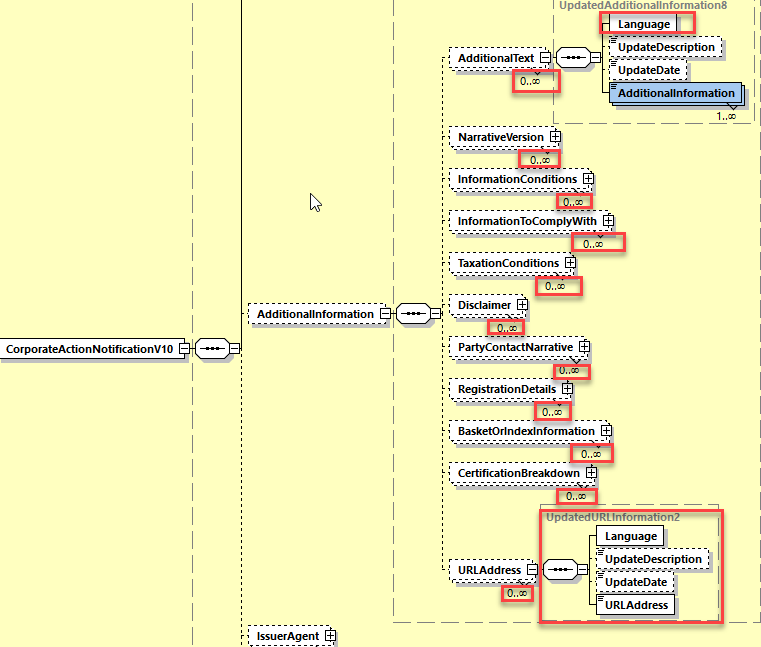 UpdatedAdditionalInformation8
Language
UpdateDescription
UpdateDate
AdditionalInformation
1..∞
AdditionalText
0..∞
NarrativeVersion
0..∞
InformationConditions
0..∞
InformationToComplyWith
0..∞
TaxationConditions
0..∞
AdditionalInformation
Disclaimer
0..∞
CorporateActionNotificationV10
PartyContactNarrative
0..∞
RegistrationDetails
0..∞
BasketOrIndexInformation
0..∞
CertificationBreakdown
0..∞
UpdatedURLInformation2
Language
UpdateDescription
UpdateDate
URLAddress
URLAddress
0..∞
IssuerAgent